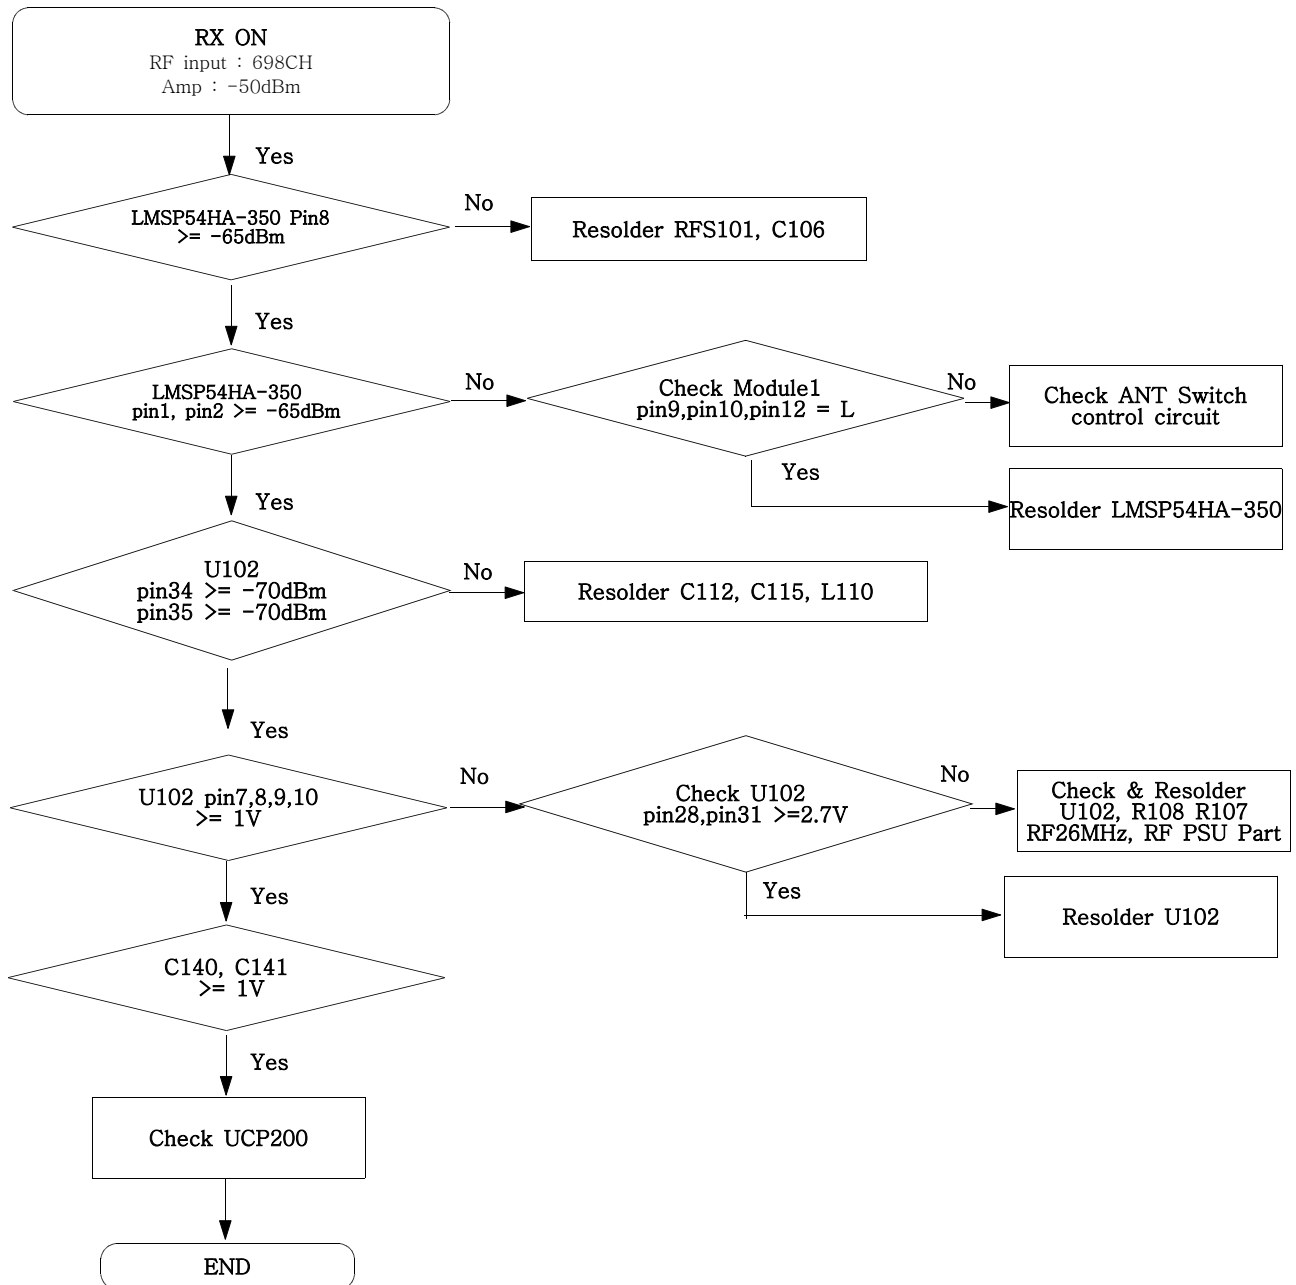 RX ON
RF input : 698CH
Amp : -50dBm
Yes
LMSP54HA-350 Pin8
>= -65dBm
No
Resolder RFS101, C106
Yes
LMSP54HA-350
pin1, pin2 >= -65dBm
No
Check Module1
pin9,pin10,pin12 = L
No
Check ANT Switch
control circuit
Yes
Resolder LMSP54HA-350
Yes
U102
pin34 >= -70dBm
pin35 >= -70dBm
No
Resolder C112, C115, L110
Yes
U102 pin7,8,9,10
>= 1V
No
Check U102
pin28,pin31 >=2.7V
No
Check & Resolder
U102, R108 R107
RF26MHz, RF PSU Part
Yes
Resolder U102
Yes
C140, C141
>= 1V
Yes
Check UCP200
END